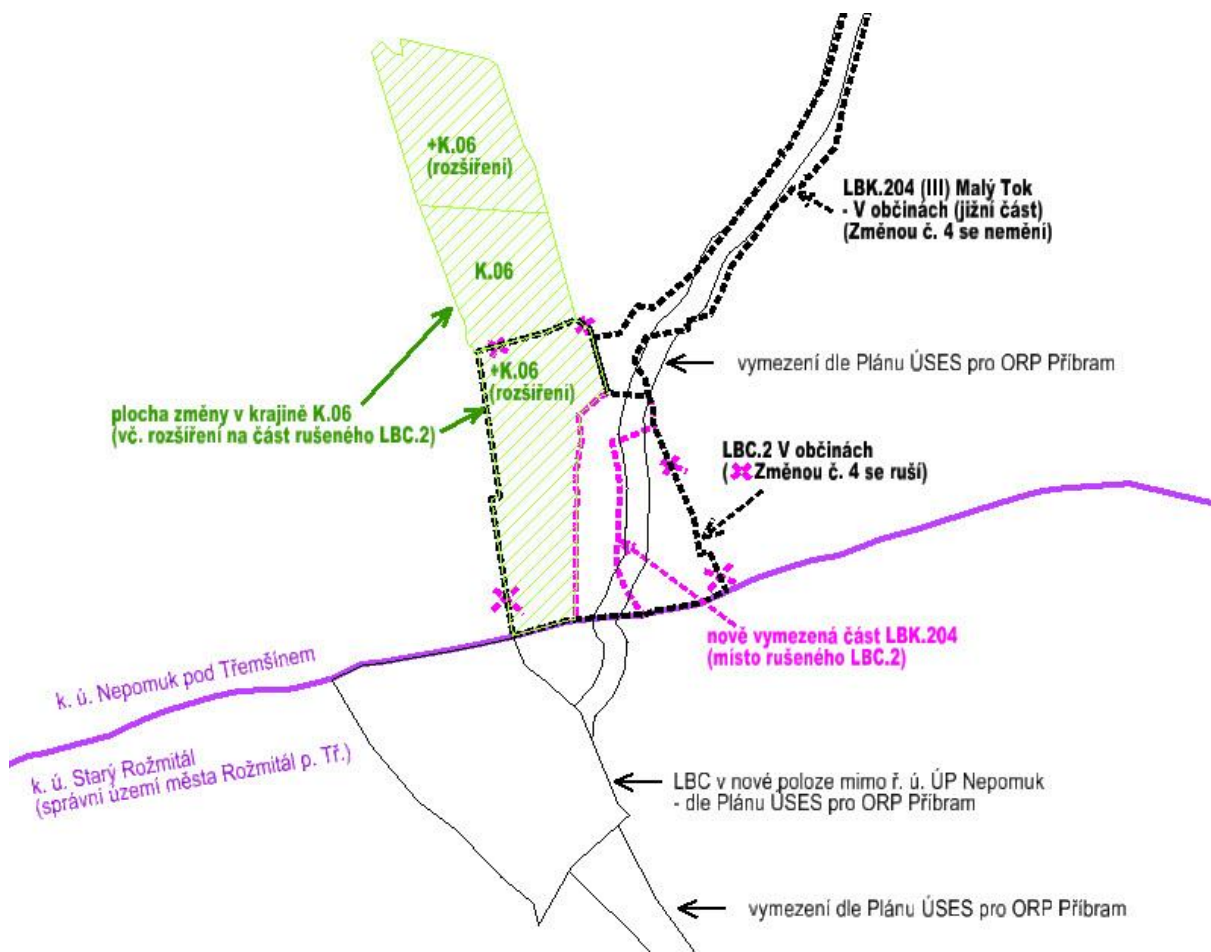 +K.06
(rozšíření)
LBK.204 (III) Malý Tok
- V občinách (jižní část)
(Změnou č. 4 se nemění)
K.06
vymezení dle Plánu ÚSES pro ORP Příbram
+K.06
(rozšíření)
plocha změny v krajině K.06
(vč. rozšíření na část rušeného LBC.2)
LBC.2 V občinách
(Změnou č. 4 se ruší)
nově vymezená část LBK.204
(místo rušeného LBC.2)
k. ú. Nepomuk pod Třemšínem
k. ú. Starý Rožmitál
(správní území města Rožmitál p. Tř.)
LBC v nové poloze mimo ř. ú. ÚP Nepomuk
- dle Plánu ÚSES pro ORP Příbram
vymezení dle Plánu ÚSES pro ORP Příbram